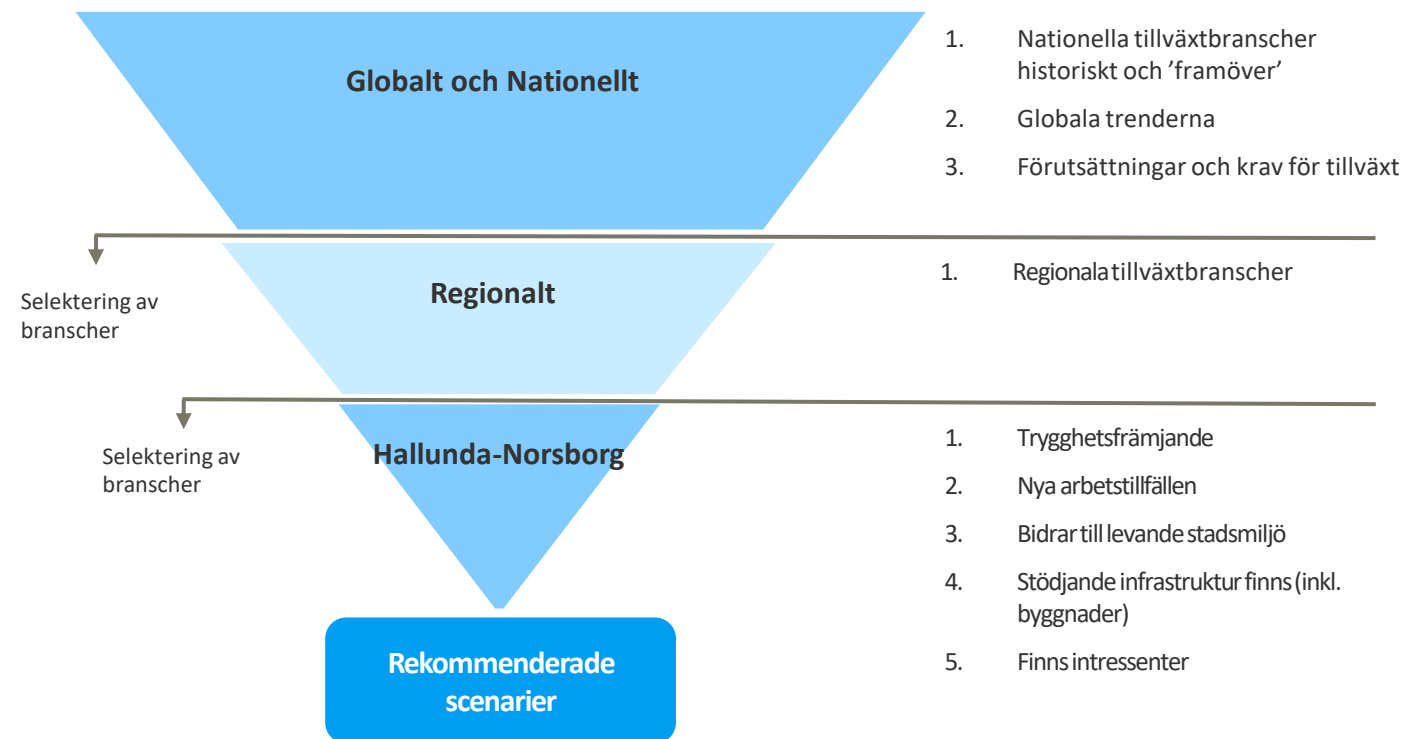 Globalt och Nationellt
1. Nationella tillväxtbranscher
historiskt och ’framöver’
2. Globala trenderna
3. Förutsättningar och krav för tillväxt
Selektering av
branscher
Regionalt
1. Regionala tillväxtbranscher
Selektering av
branscher
Hallunda-Norsborg
1. Trygghetsfrämjande
2. Nya arbetstillfällen
3. Bidrar till levande stadsmiljö
4. Stödjande infrastruktur finns (inkl.
byggnader)
5. Finns intressenter
Rekommenderade
scenarier